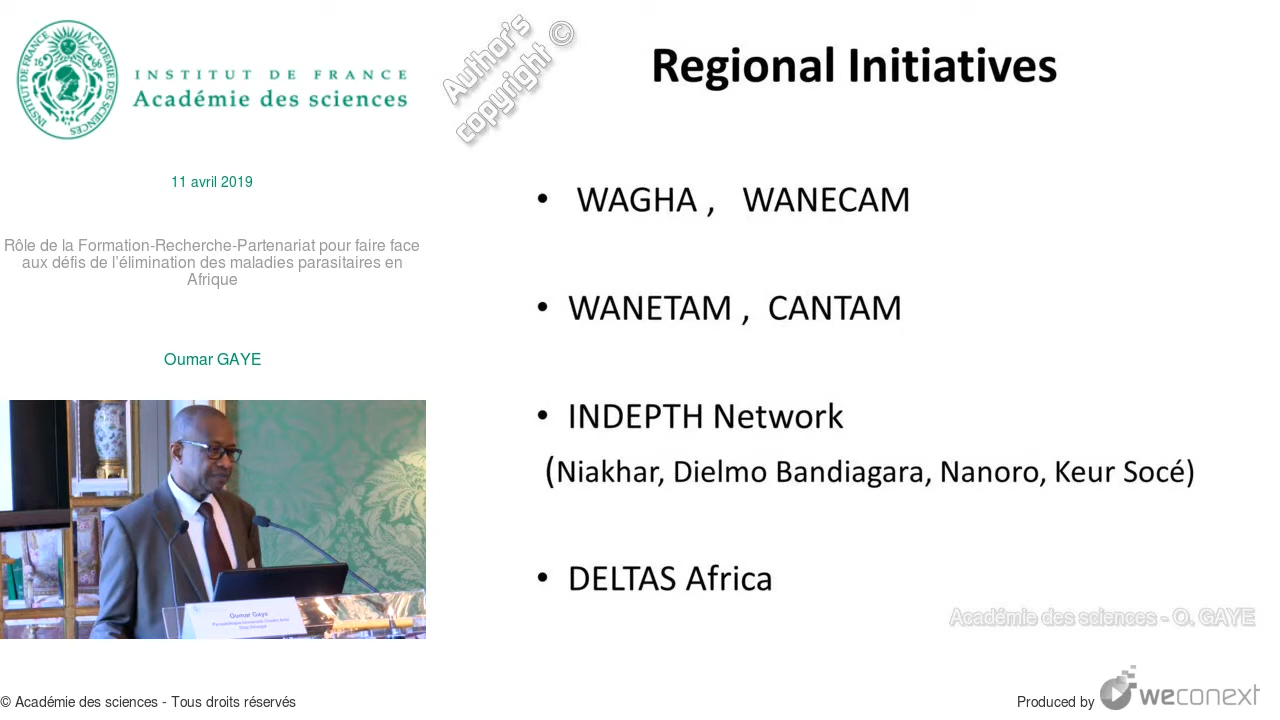 INSTITUT DE FRANCE
Académie des sciences
11 avril 2019
Rôle de la Formation-Recherche-Partenariat pour faire face
aux défis de l'élimination des maladies parasitaires en
Afrique
Oumar GAYE
Oumar Gaye
Author's
copyright ©
Regional Initiatives
• WAGHA , WANECAM
• WANETAM , CANTAM
• INDEPTH Network
(Niakhar, Dielmo Bandiagara, Nanoro, Keur Socé)
• DELTAS Africa
Académie des sciences - O. GAYE
© Académie des sciences - Tous droits réservés
Produced by weconext